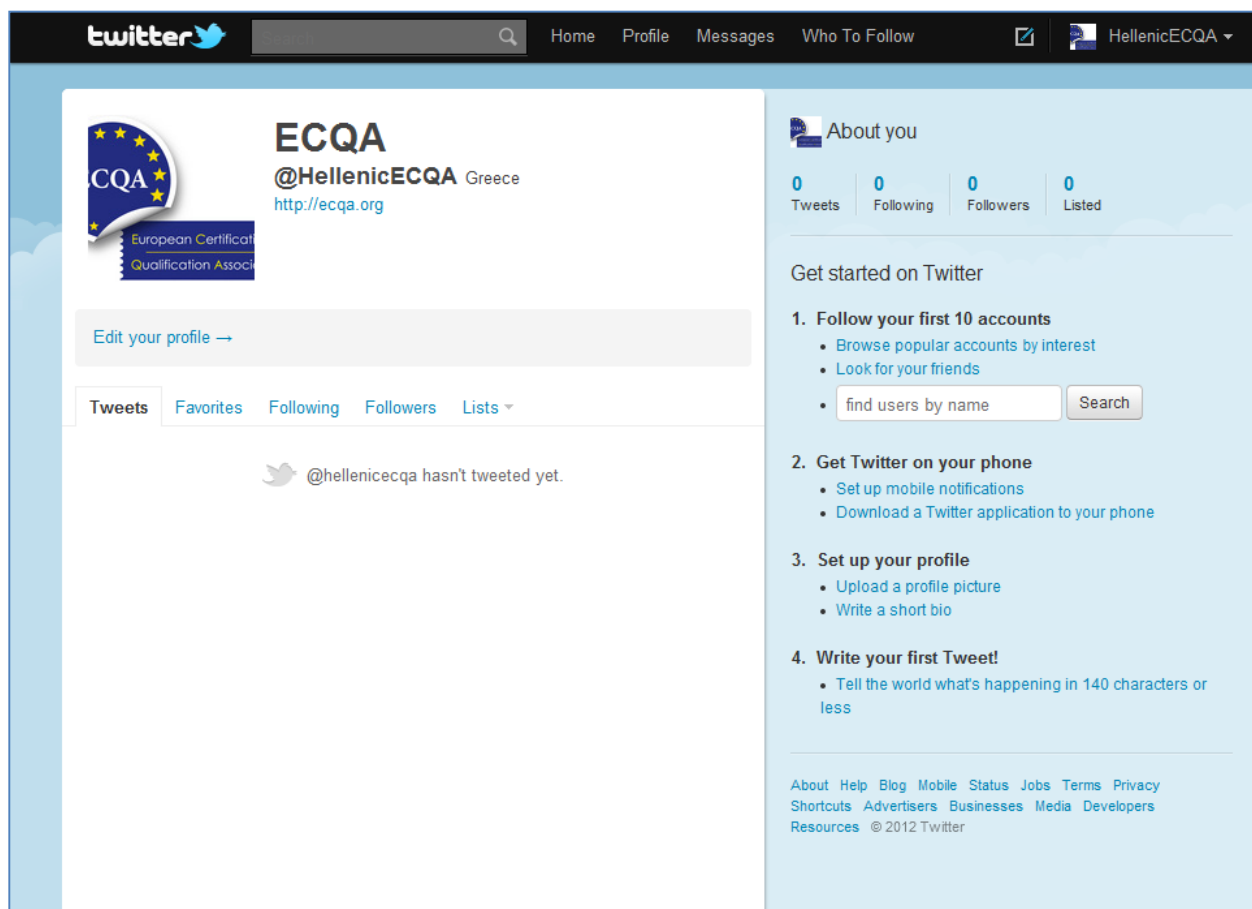 twitter
Search
Home Profile Messages Who To Follow
HellenicECQA
CQA
European Certificati
Qualification Associ
ECQA
@HellenicECQA Greece
http://ecqa.org
Edit your profile →
Tweets Favorites Following Followers Lists
@hellenicecqa hasn't tweeted yet.
About you
0 0 0 0
Tweets Following Followers Listed
Get started on Twitter
1. Follow your first 10 accounts
• Browse popular accounts by interest
• Look for your friends
• find users by name Search
2. Get Twitter on your phone
• Set up mobile notifications
• Download a Twitter application to your phone
3. Set up your profile
• Upload a profile picture
• Write a short bio
4. Write your first Tweet!
• Tell the world what's happening in 140 characters or
less
About Help Blog Mobile Status Jobs Terms Privacy
Shortcuts Advertisers Businesses Media Developers
Resources © 2012 Twitter